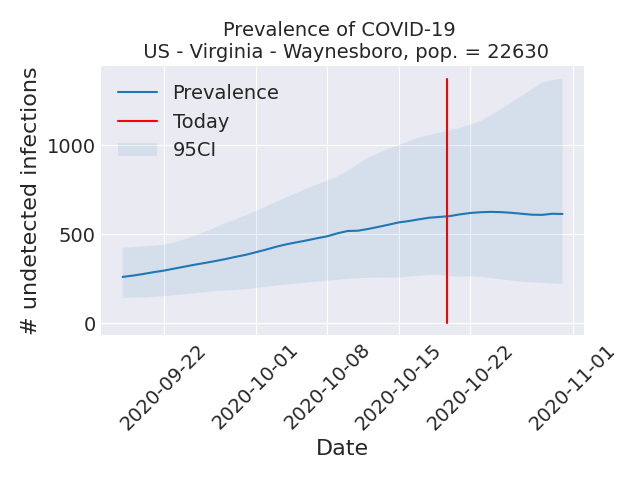 Prevalence of COVID-19
US - Virginia - Waynesboro, pop. = 22630
# undetected infections
1000
500
0
Prevalence
Today
95CI
2020-09-22
2020-10-01
2020-10-08
2020-10-15
2020-10-22
2020-11-01
Date